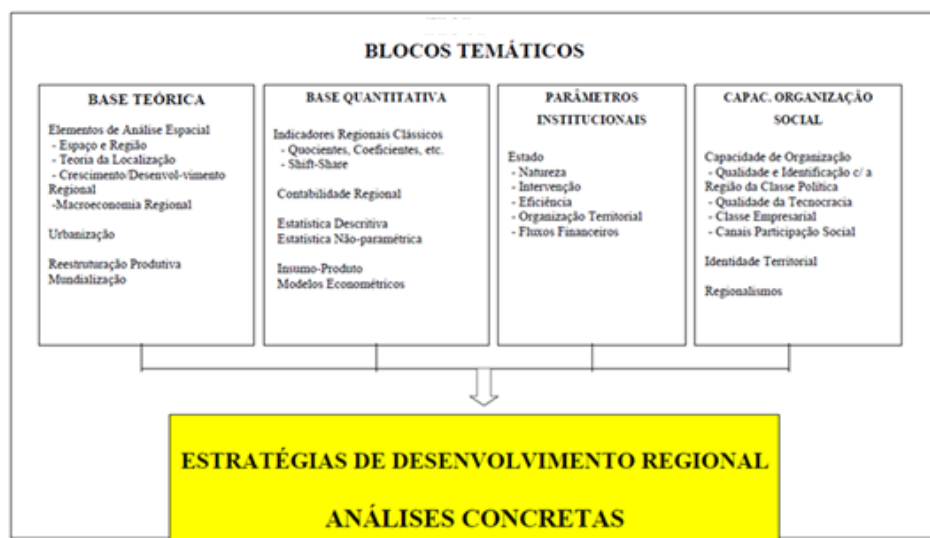 BLOCOS TEMÁTICOS
BASE TEÓRICA
Elementos de Análise Espacial
- Espaço e Região
- Teoria da Localização
- Crescimento/Desenvol-vimento
Regional
-Macroeconomia Regional
Urbanização
Reestruturação Produtiva
Mundialização
BASE QUANTITATIVA
Indicadores Regionais Clássicos
- Quocientes, Coeficientes, etc.
- Shift-Share
Contabilidade Regional
Estatística Descritiva
Estatística Não-paramétrica
Insumo-Produto
Modelos Econométricos
PARÂMETROS
INSTITUCIONAIS
Estado
- Natureza
- Intervenção
- Eficiência
- Organização Territorial
- Fluxos Financeiros
CAPAC. ORGANIZAÇÃO
SOCIAL
Capacidade de Organização
- Qualidade e Identificação c/ a
Região da Classe Política
- Qualidade da Tecnocracia
- Classe Empresarial
- Canais Participação Social
Identidade Territorial
Regionalismos
ESTRATÉGIAS DE DESENVOLVIMENTO REGIONAL
ANÁLISES CONCRETAS